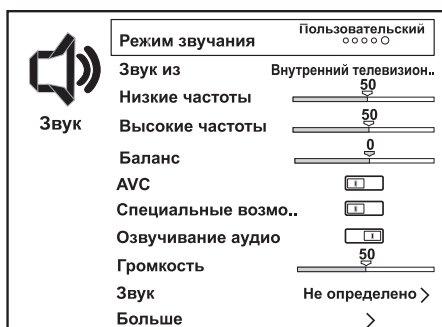 Звук
Режим звучания Пользовательский
Звук из Внутренний телевизион..
Низкие частоты 50
Высокие частоты 50
Баланс 0
AVC
Специальные возмо..
Озвучивание аудио
Громкость 50
Звук Не определено >
Больше >